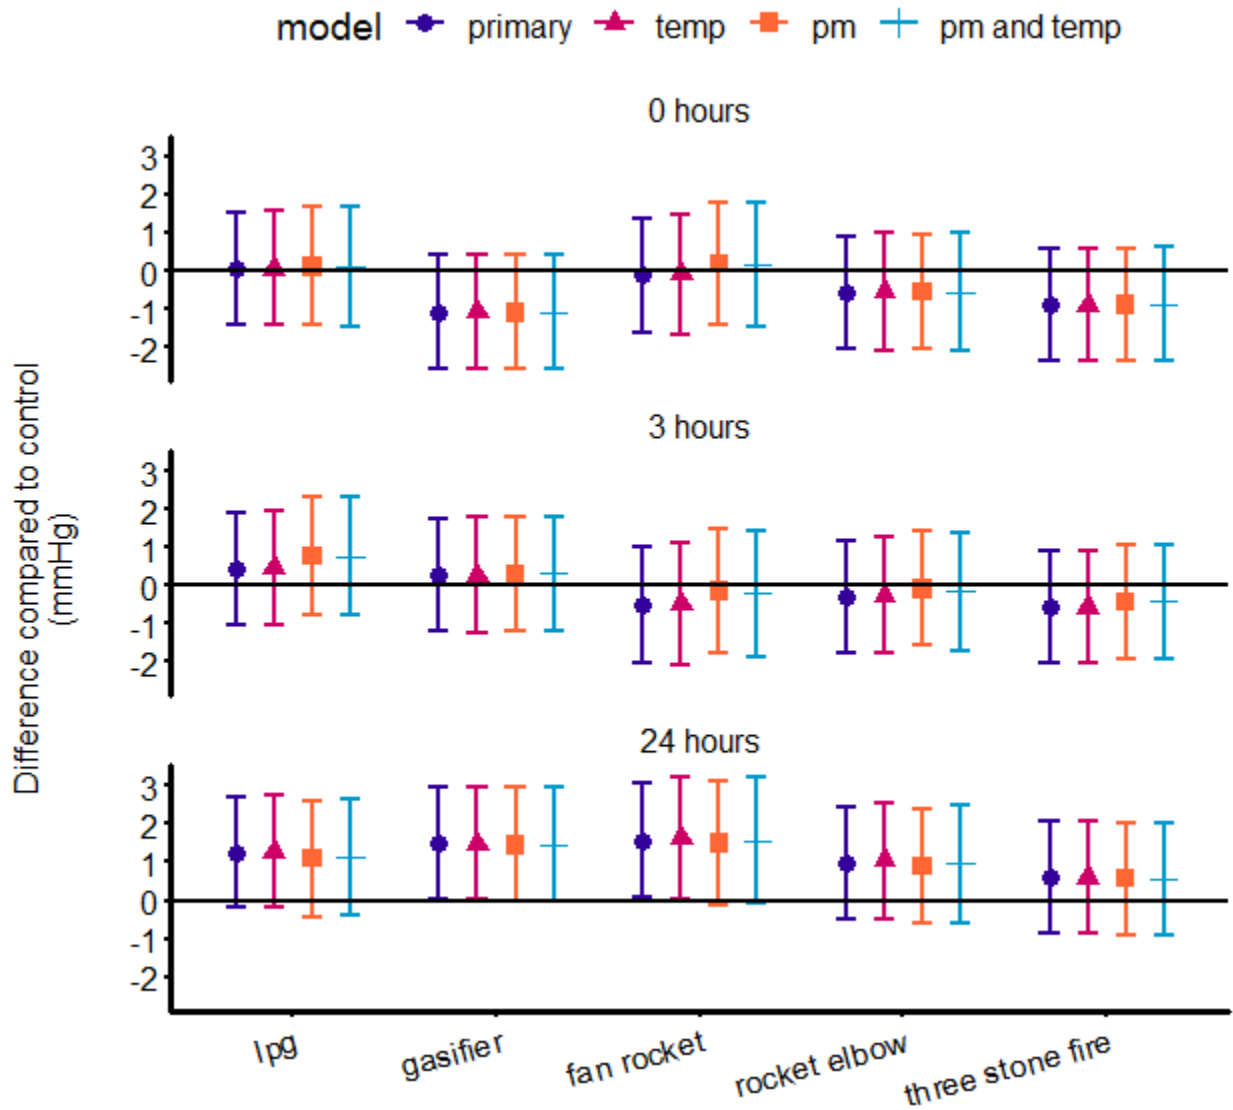 model primary temp pm pm and temp
0 hours
3
2
1
0
-1
-2
3 hours
3
2
1
0
-1
-2
24 hours
3
2
1
0
-1
-2
Difference compared to control
(mmHg)
lpg
gasifier
fan rocket
rocket elbow
three stone fire